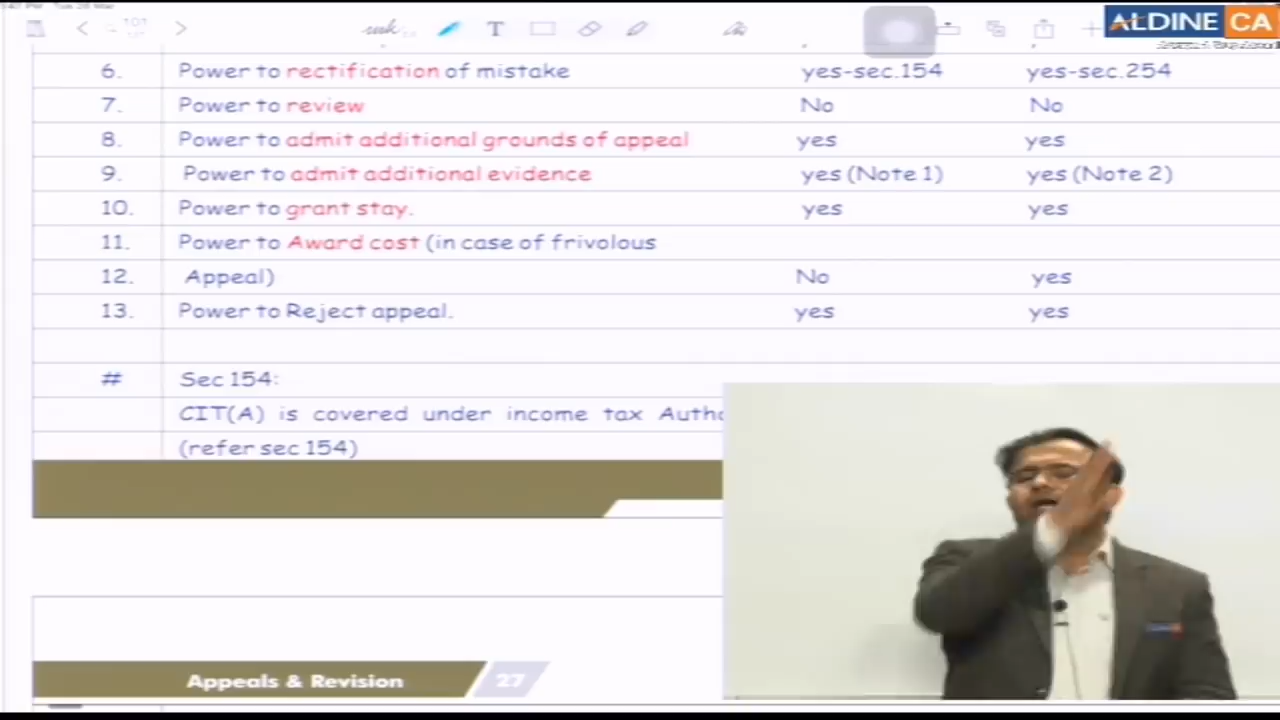 Tue 28 Mar
101
T
ALDINE CA
6. Power to rectification of mistake yes-sec.154 yes-sec.254
7. Power to review No No
8. Power to admit additional grounds of appeal yes yes
9. Power to admit additional evidence yes (Note 1) yes (Note 2)
10. Power to grant stay. yes yes
11. Power to Award cost (in case of frivolous
12. Appeal) No yes
13. Power to Reject appeal. yes yes
# Sec 154:
CIT(A) is covered under income tax Autho
(refer sec 154)
Appeals & Revision 27